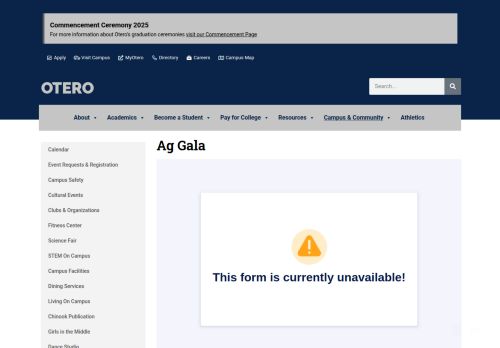 Commencement Ceremony 2025
For more information about Otero's graduation ceremonies visit our Commencement Page
Apply Visit Campus MyOtero Directory Careers Campus Map
OTERO
Search...
About Academics Become a Student Pay for College Resources Campus & Community Athletics
Calendar
Event Requests & Registration
Campus Safety
Cultural Events
Clubs & Organizations
Fitness Center
Science Fair
STEM On Campus
Campus Facilities
Dining Services
Living On Campus
Chinook Publication
Girls in the Middle
Dance Studio
Ag Gala
This form is currently unavailable!